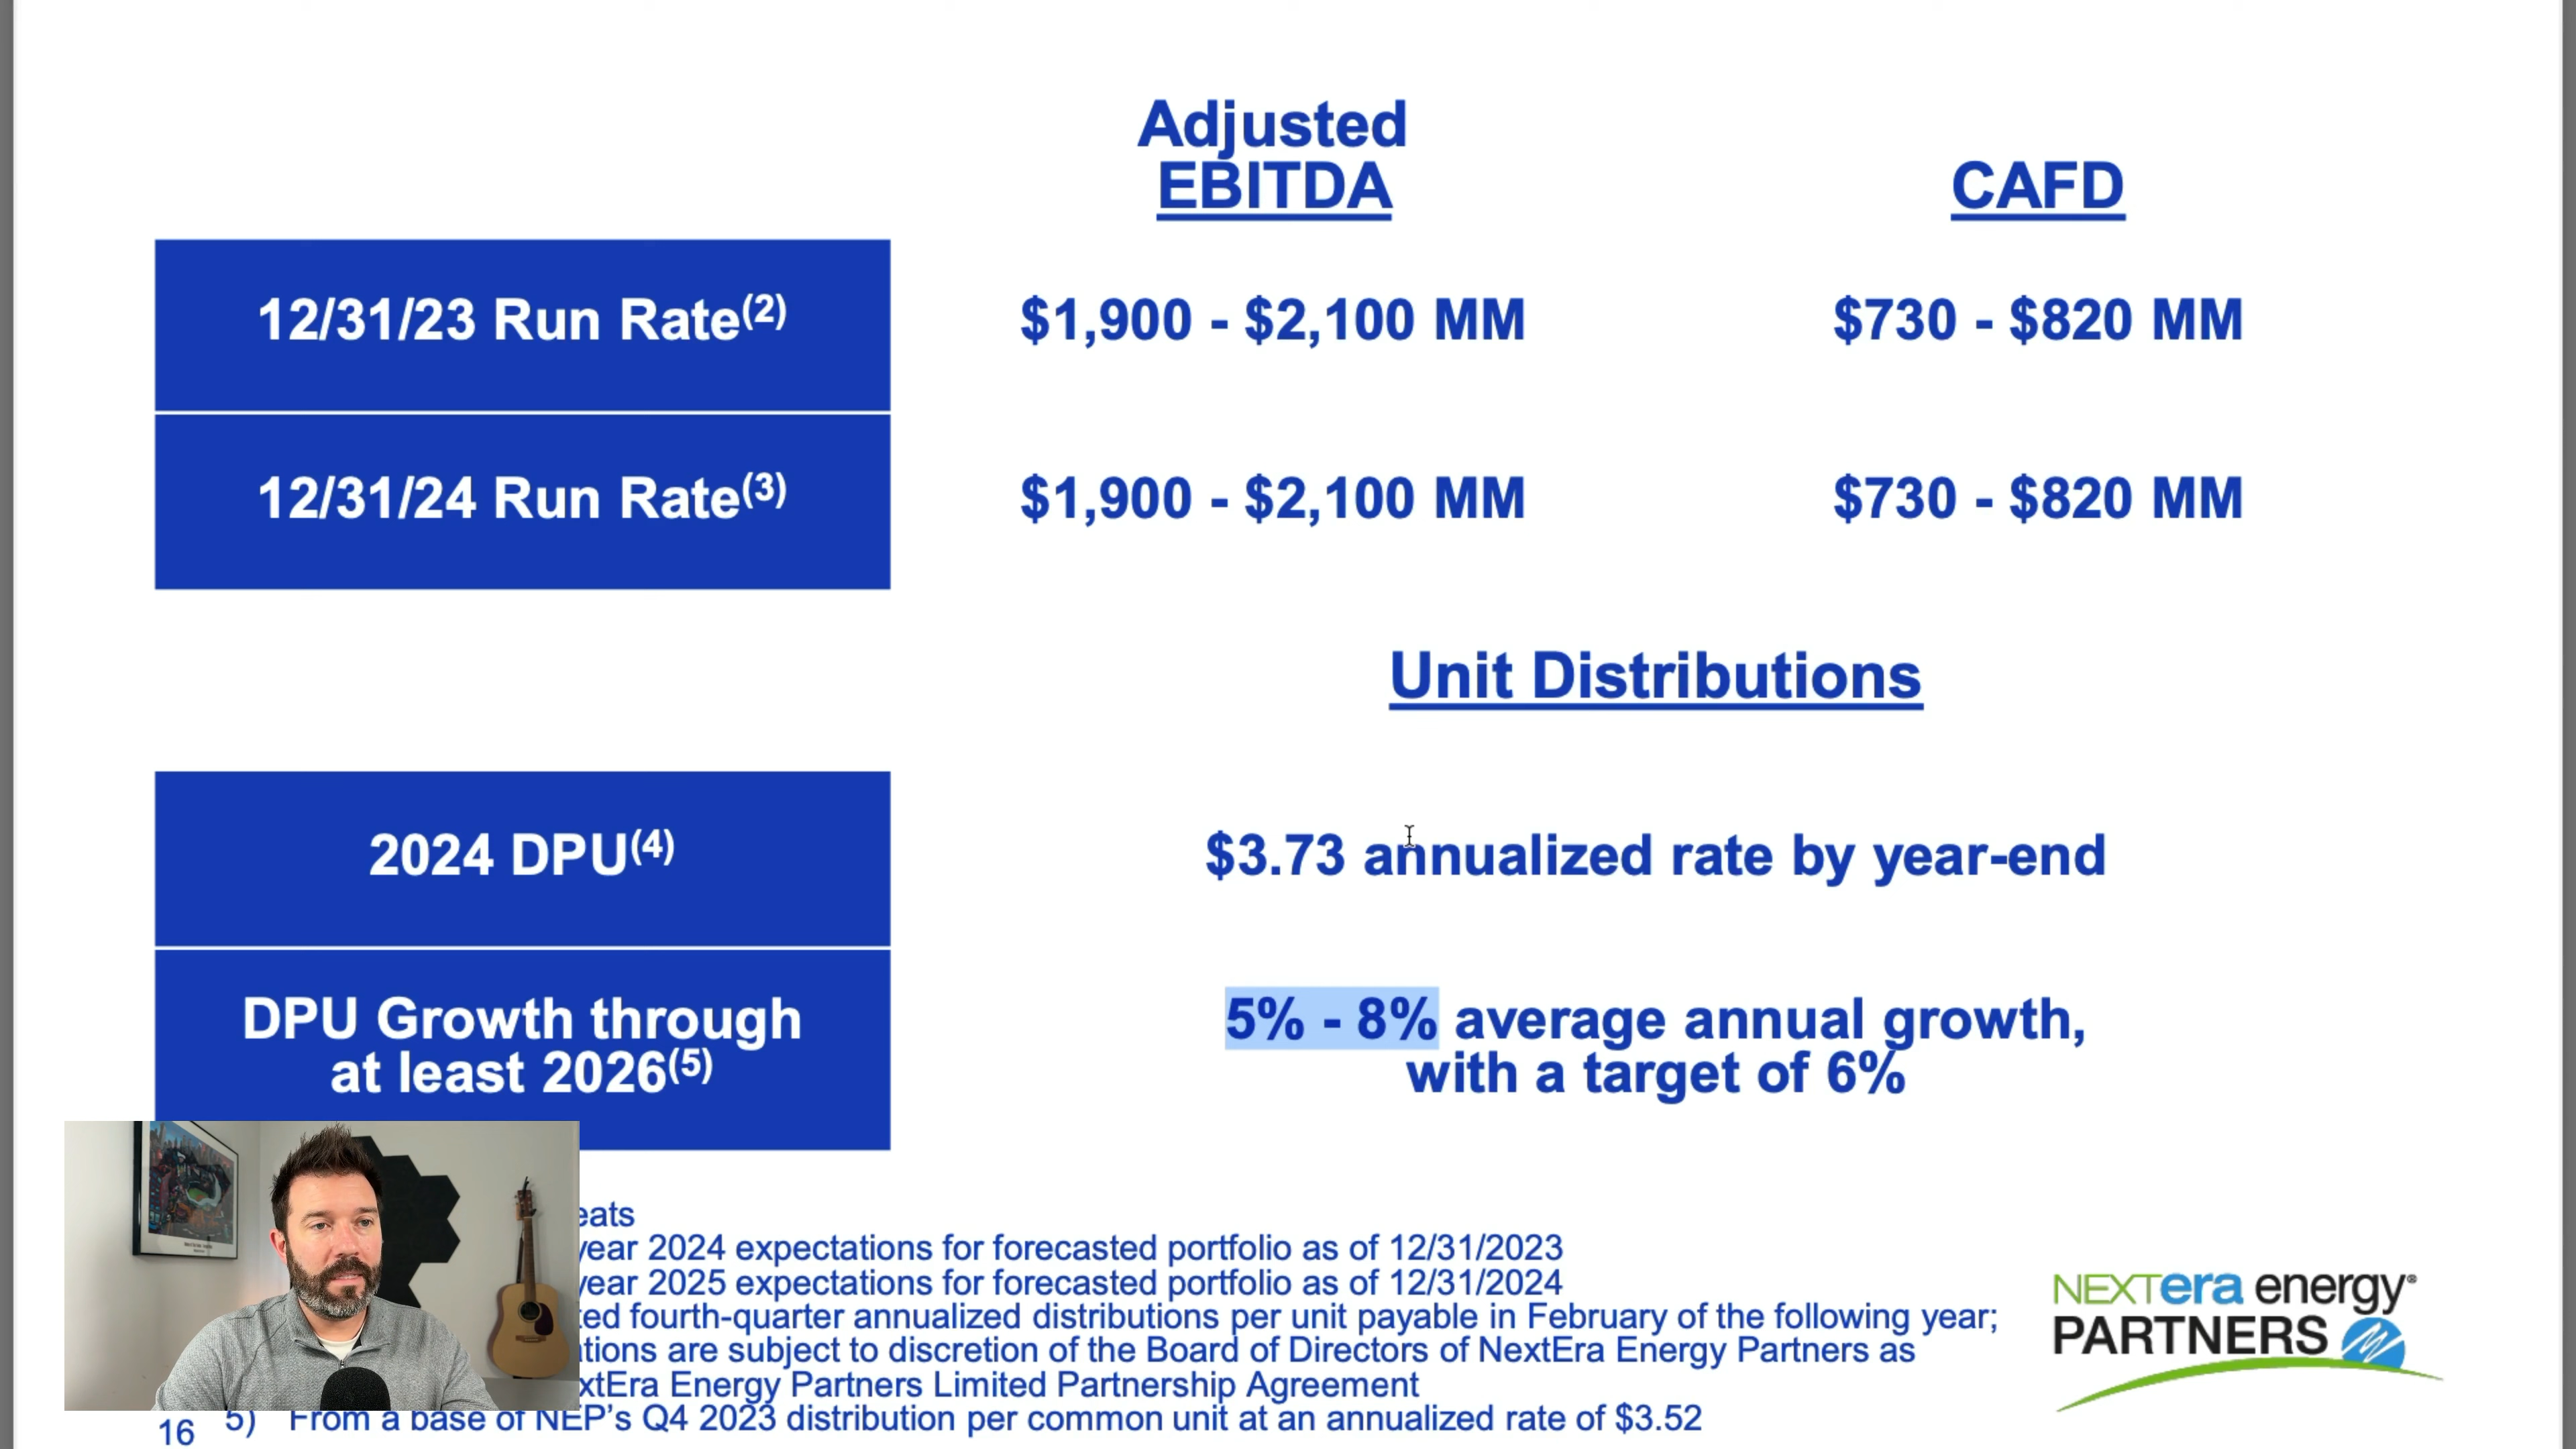 Adjusted
EBITDA
CAFD
12/31/23 Run Rate(2)
$1,900 - $2,100 MM
$730 - $820 MM
12/31/24 Run Rate(3)
$1,900 - $2,100 MM
$730 - $820 MM
Unit Distributions
2024 DPU(4)
$3.73 annualized rate by year-end
DPU Growth through
at least 2026(5)
5% - 8% average annual growth,
with a target of 6%
year 2024 expectations for forecasted portfolio as of 12/31/2023
year 2025 expectations for forecasted portfolio as of 12/31/2024
fourth-quarter annualized distributions per unit payable in February of the following year;
are subject to discretion of the Board of Directors of NextEra Energy Partners as
Energy Partners Limited Partnership Agreement
5) From a base of NEP's Q4 2023 distribution per common unit at an annualized rate of $3.52
16
NEXTera energy®
PARTNERS